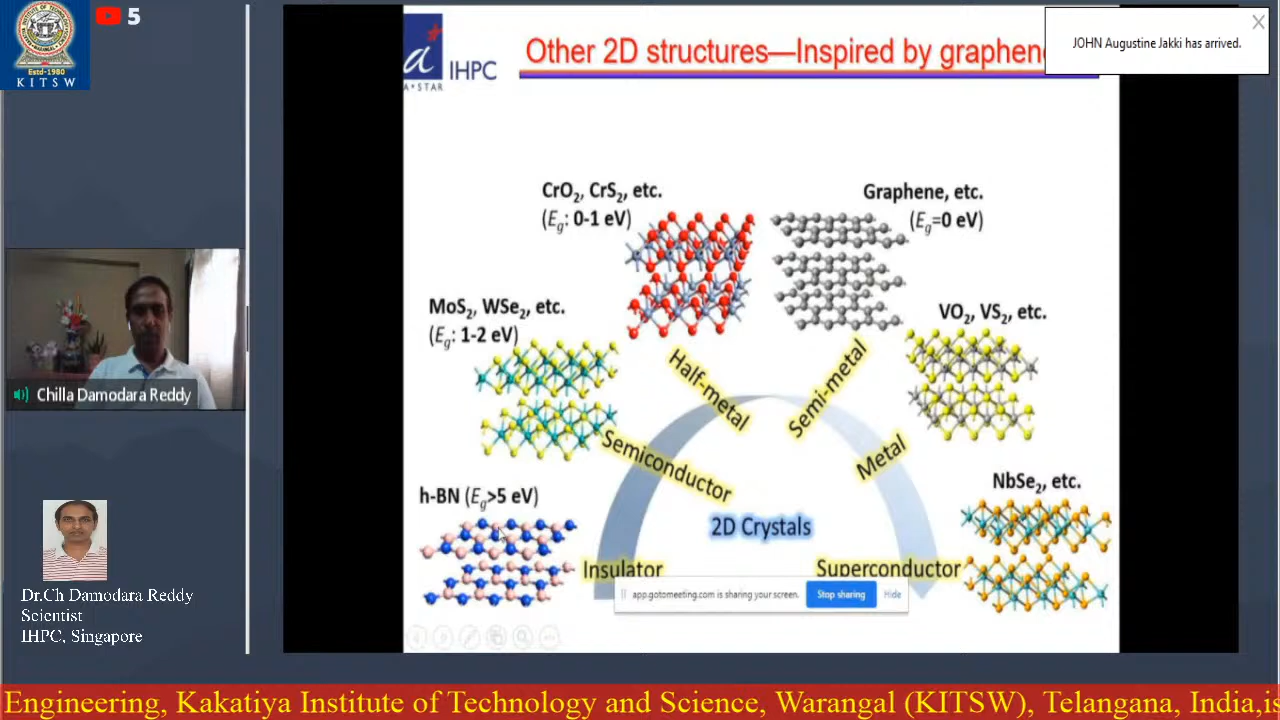 INSTITUTE OF TECHNOLOGY
WARANGAL
Estd-1980
K I T S W
5
a
A★STAR
IHPC
Other 2D structures—Inspired by graphene
JOHN Augustine Jakki has arrived.
CrO2, CrS2, etc.
(Eg: 0-1 eV)
Graphene, etc.
(Eg=0 eV)
MoS2, WSe2, etc.
(Eg: 1-2 eV)
VO2, VS2, etc.
Half-metal
Semi-metal
Semiconductor
Metal
h-BN (Eg>5 eV)
NbSe2, etc.
2D Crystals
Insulator
Superconductor
app.gotomeeting.com is sharing your screen.
Stop sharing
Hide
Chilla Damodara Reddy
Dr.Ch Damodara Reddy
Scientist
IHPC, Singapore
Engineering, Kakatiya Institute of Technology and Science, Warangal (KITSW), Telangana, India,is